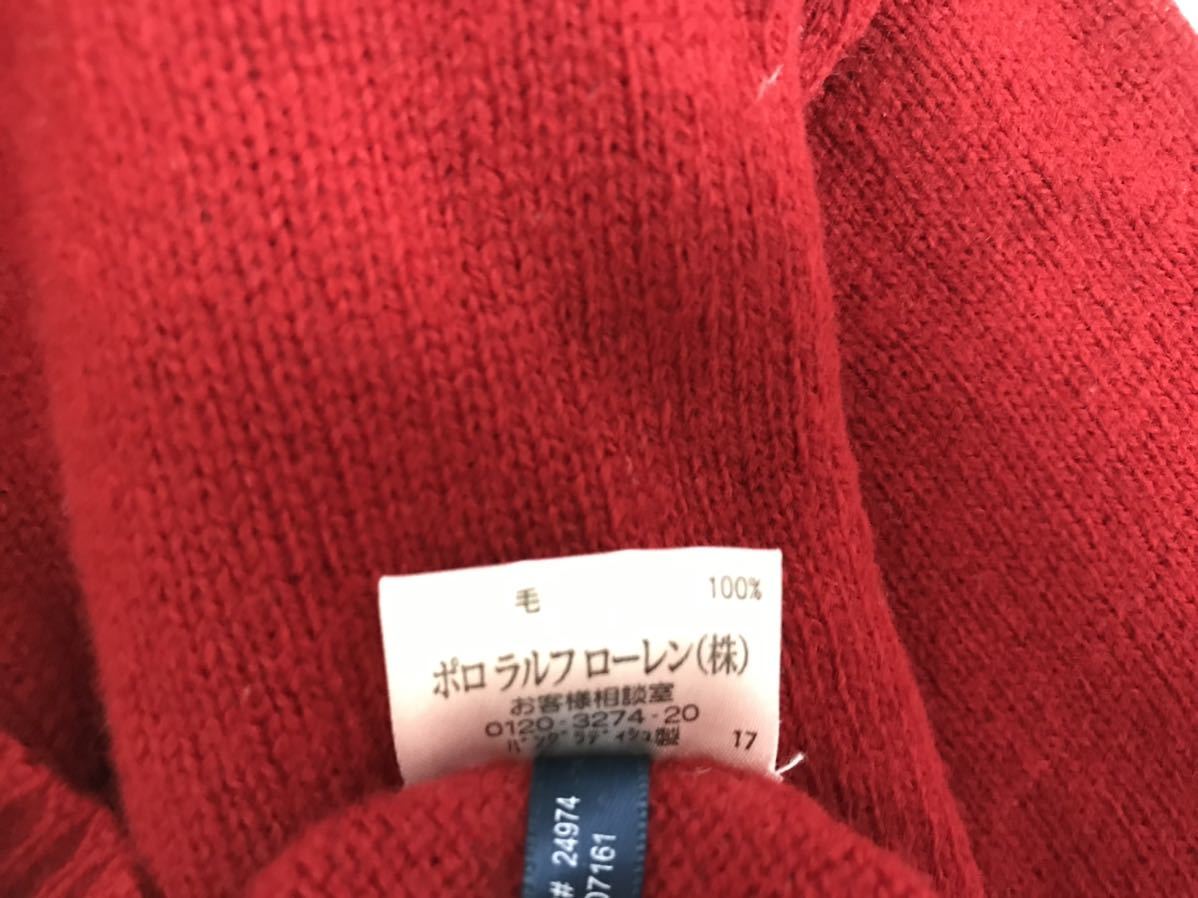 毛 100%
ポロ ラルフ ローレン(株)
お客様相談室
0120-3274-20
バングラディシュ製 17
# 24974
07161